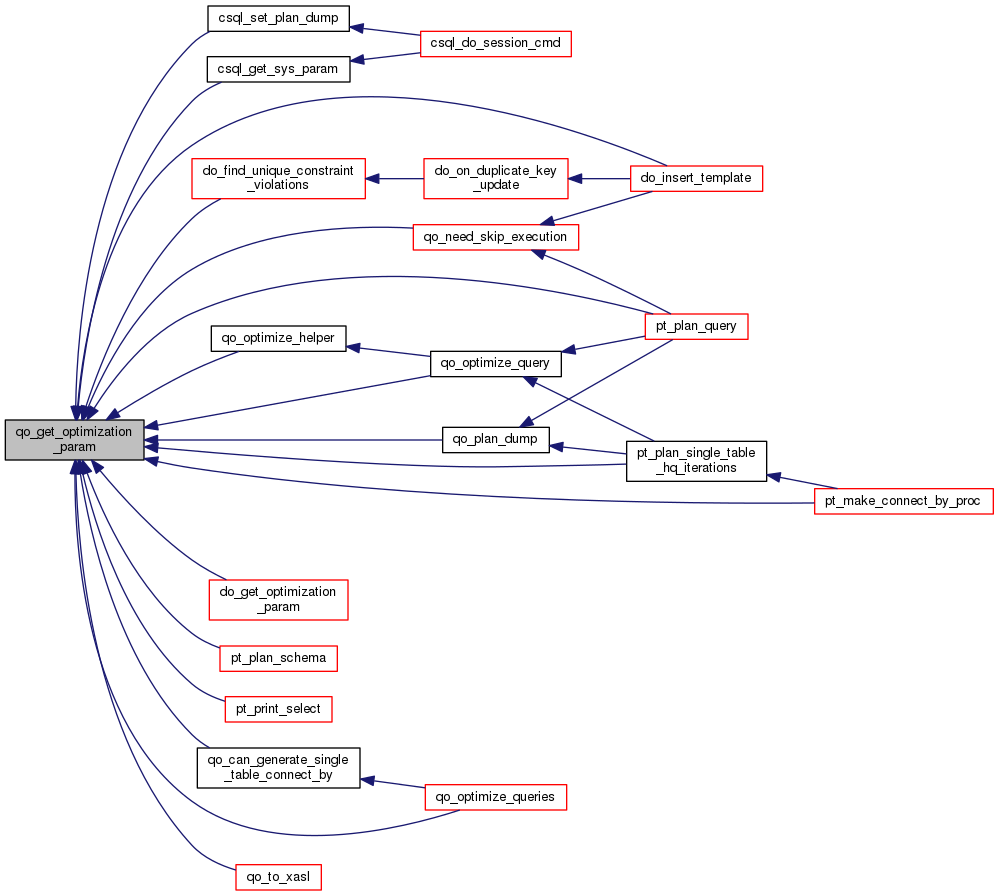 csql_set_plan_dump
csql_do_session_cmd
csql_get_sys_param
do_find_unique_constraint
_violations
do_on_duplicate_key
_update
do_insert_template
qo_need_skip_execution
pt_plan_query
qo_optimize_helper
qo_optimize_query
qo_get_optimization
_param
qo_plan_dump
pt_plan_single_table
_hq_iterations
pt_make_connect_by_proc
do_get_optimization
_param
pt_plan_schema
pt_print_select
qo_can_generate_single
_table_connect_by
qo_optimize_queries
qo_to_xasl